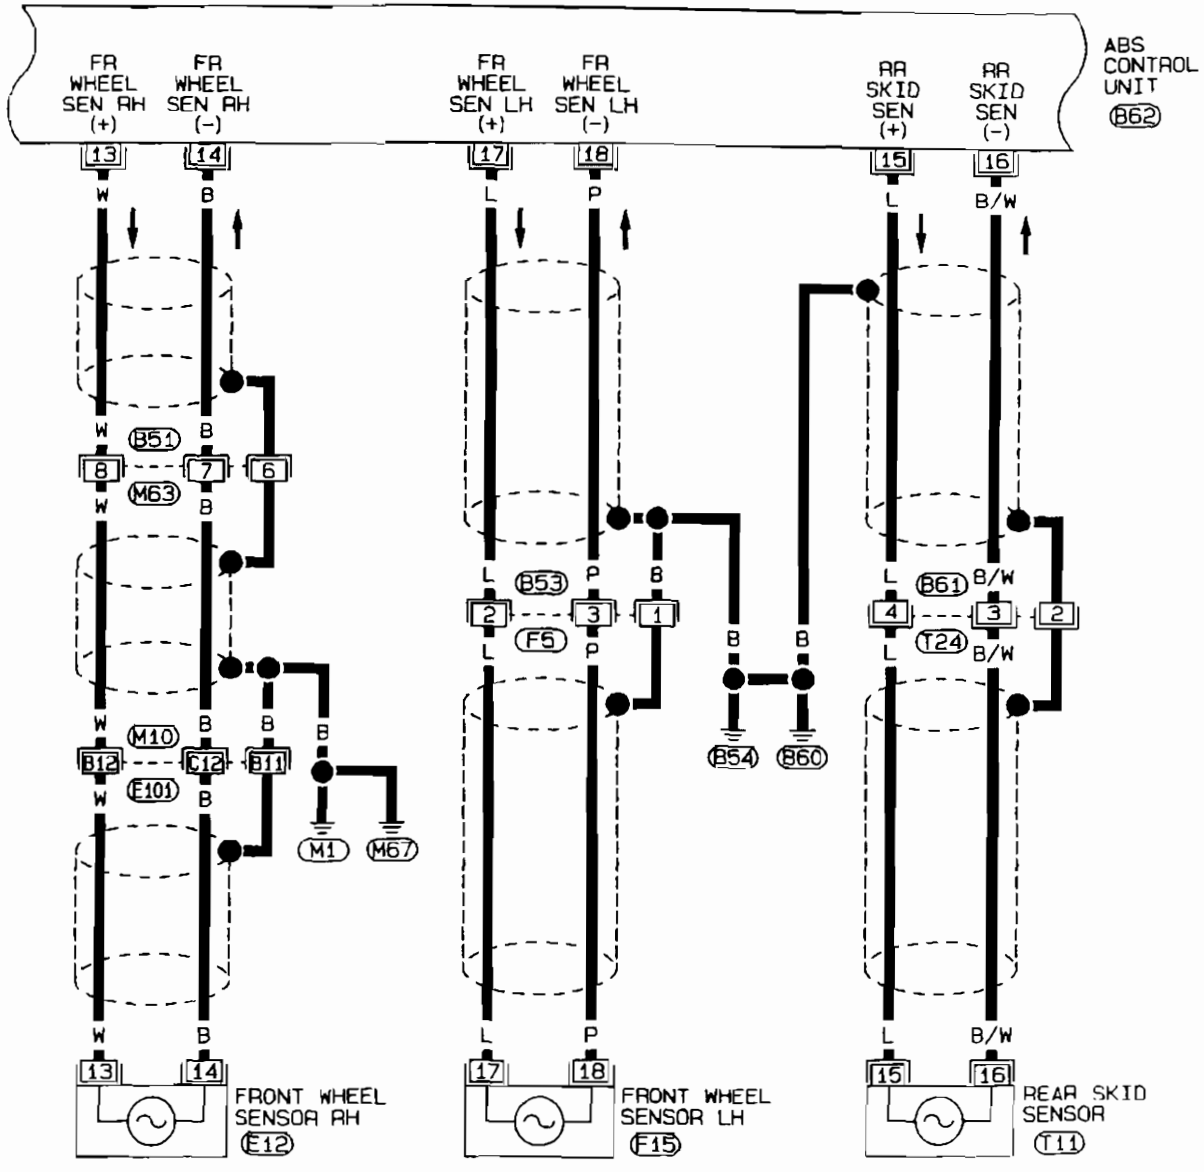 FR
WHEEL
SEN RH
(+)
FR
WHEEL
SEN RH
(-)
FR
WHEEL
SEN LH
(+)
FR
WHEEL
SEN LH
(-)
RR
SKID
SEN
(+)
RR
SKID
SEN
(-)
ABS
CONTROL
UNIT
B62
13 14 17 18 15 16
W B L P L B/W
W B51 B
8 7 6
W M63 B
L B53 P B
2 3 1
L F5 P
L B61 B/W
4 3 2
L T24 B/W
B B
B54 B60
W M10 B B B
B12 C12 B11
W E101 B
M1 M67
W B L P L B/W
13 14 17 18 15 16
FRONT WHEEL
SENSOR RH
E12
FRONT WHEEL
SENSOR LH
F15
REAR SKID
SENSOR
T11